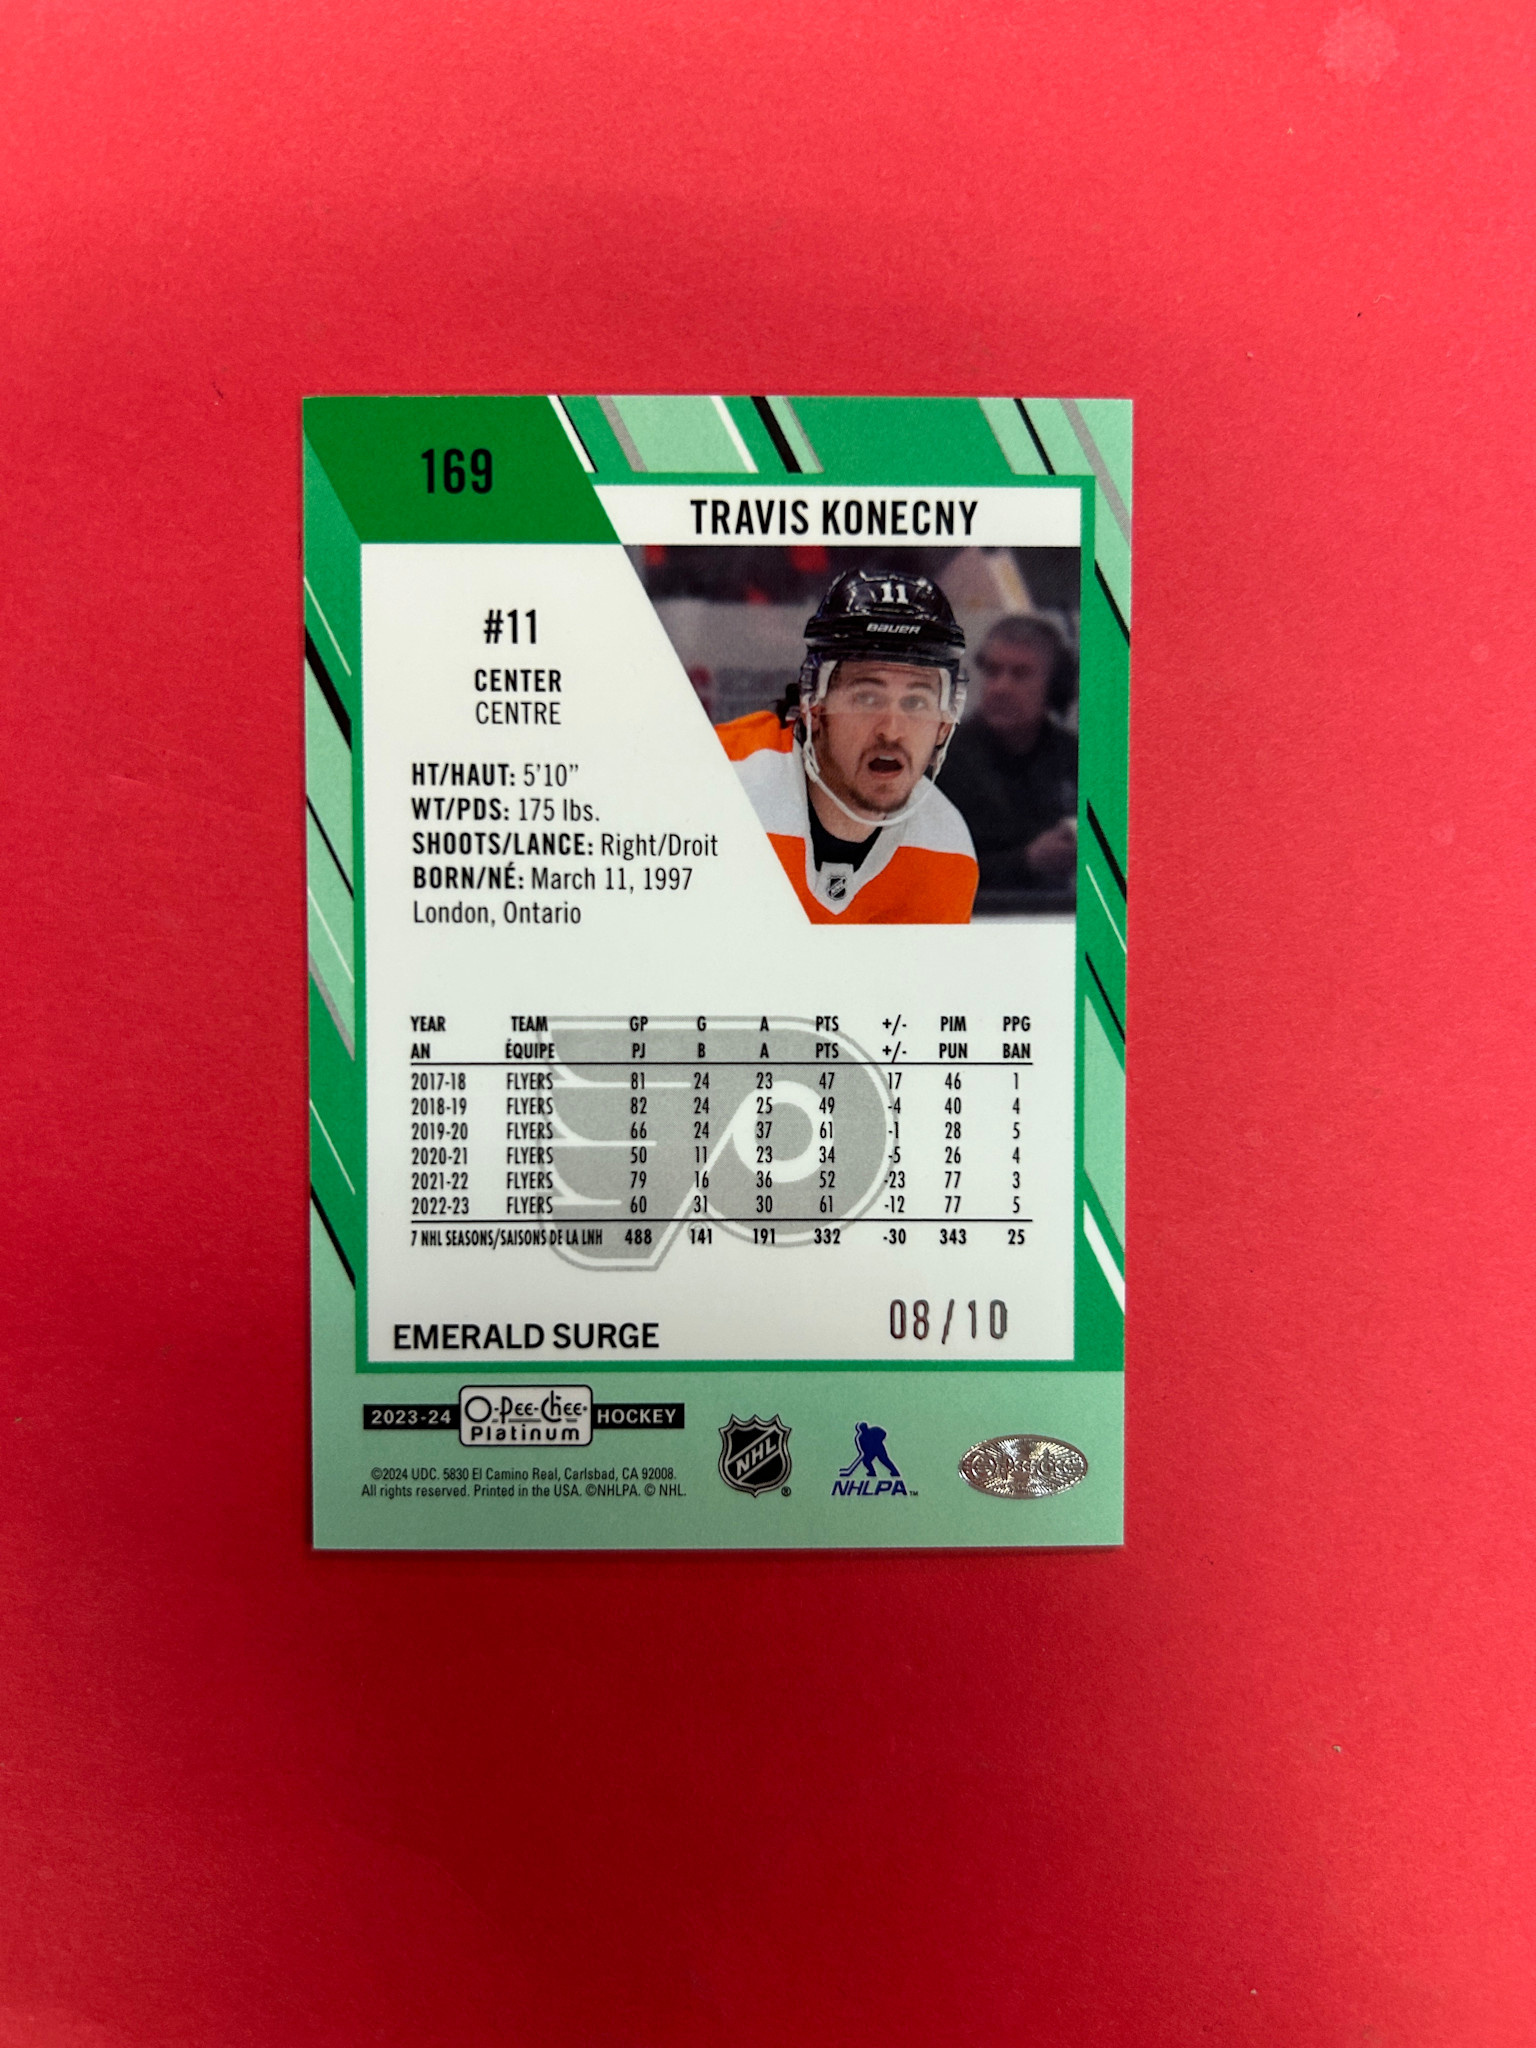 169
TRAVIS KONECNY
11
BAUER
#11
CENTER
CENTRE
HT/HAUT: 5'10"
WT/PDS: 175 lbs.
SHOOTS/LANCE: Right/Droit
BORN/NÉ: March 11, 1997
London, Ontario
YEAR TEAM GP G A PTS +/- PIM PPG
AN ÉQUIPE PJ B A PTS +/- PUN BAN
2017-18 FLYERS 81 24 23 47 17 46 1
2018-19 FLYERS 82 24 25 49 -4 40 4
2019-20 FLYERS 66 24 37 61 -1 28 5
2020-21 FLYERS 50 11 23 34 -5 26 4
2021-22 FLYERS 79 16 36 52 -23 77 3
2022-23 FLYERS 60 31 30 61 -12 77 5
7 NHL SEASONS/SAISONS DE LA LNH 488 141 191 332 -30 343 25
08/10
EMERALD SURGE
2023-24 O-Pee-Chee Platinum HOCKEY
©2024 UDC. 5830 El Camino Real, Carlsbad, CA 92008.
All rights reserved. Printed in the USA. ©NHLPA. © NHL.
NHL ®
NHLPA™
O-Pee-Chee